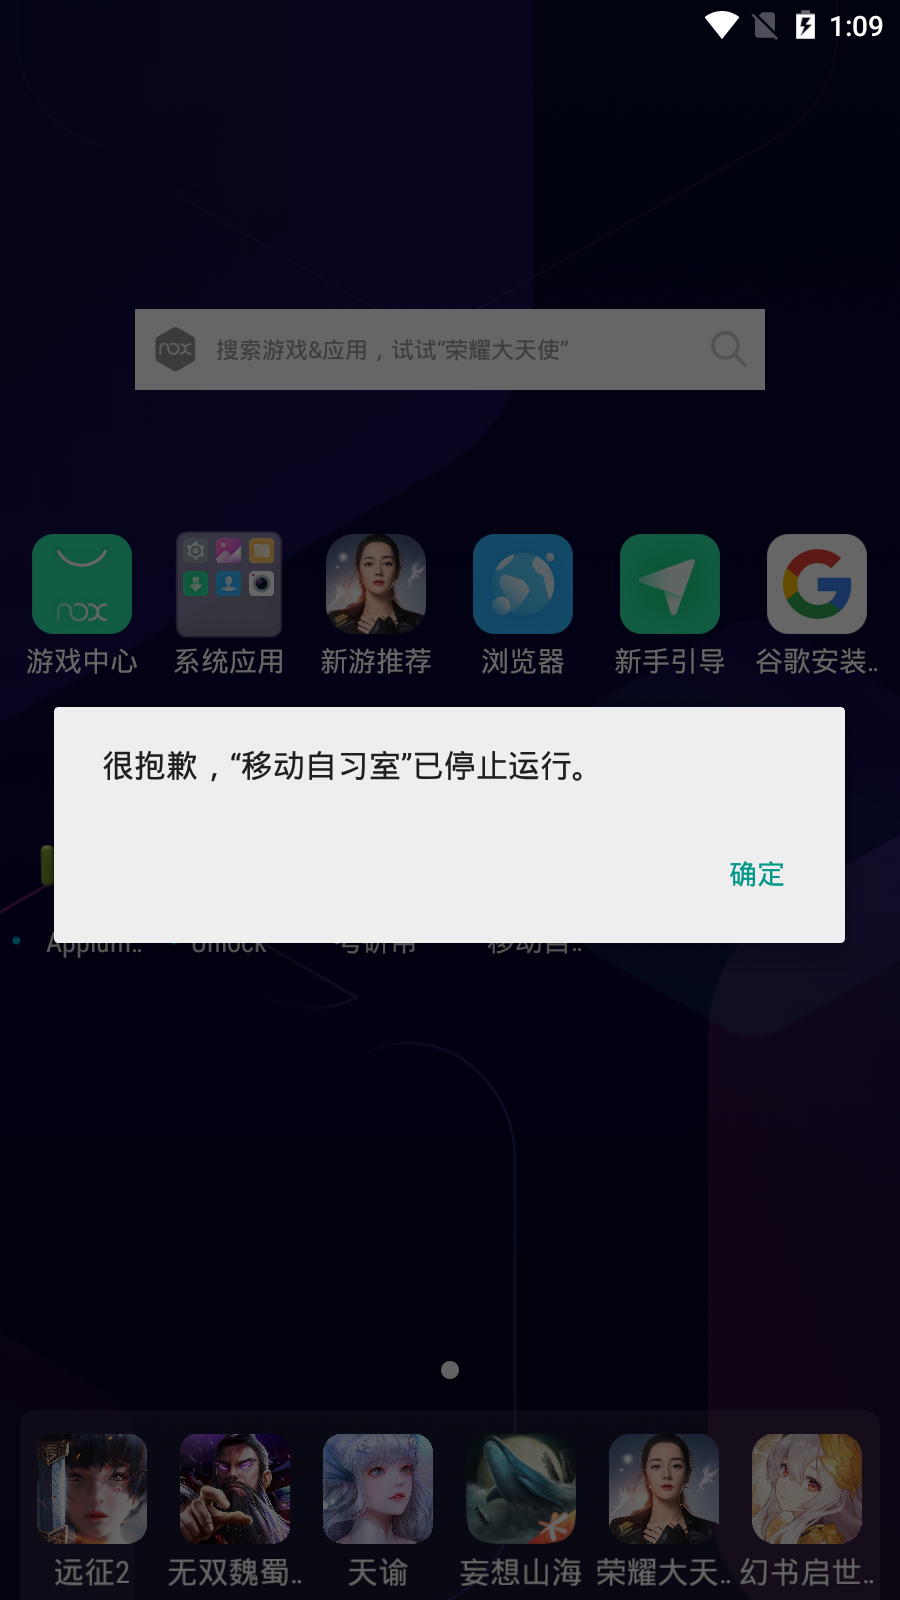 1:09
nox 搜索游戏&应用，试试“荣耀大天使”
nox
游戏中心 系统应用 新游推荐 浏览器 新手引导 谷歌安装..
很抱歉，“移动自习室”已停止运行。
确定
Appium.. Unlock 考研帮 移动自..
远征2 无双魏蜀.. 天谕 妄想山海 荣耀大天.. 幻书启世..